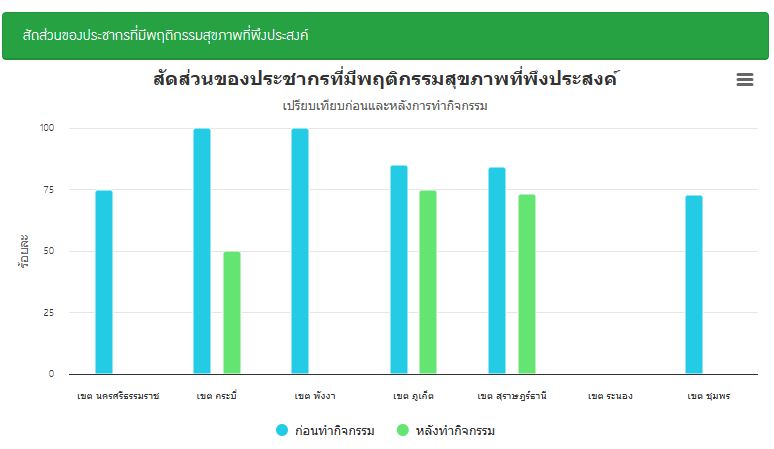 สัดส่วนของประชากรที่มีพฤติกรรมสุขภาพที่พึงประสงค์
สัดส่วนของประชากรที่มีพฤติกรรมสุขภาพที่พึงประสงค์
เปรียบเทียบก่อนและหลังการทำกิจกรรม
100
75
50
25
0
ร้อยละ
เขต นครศรีธรรมราช เขต กระบี่ เขต พังงา เขต ภูเก็ต เขต สุราษฎร์ธานี เขต ระนอง เขต ชุมพร
ก่อนทำกิจกรรม หลังทำกิจกรรม